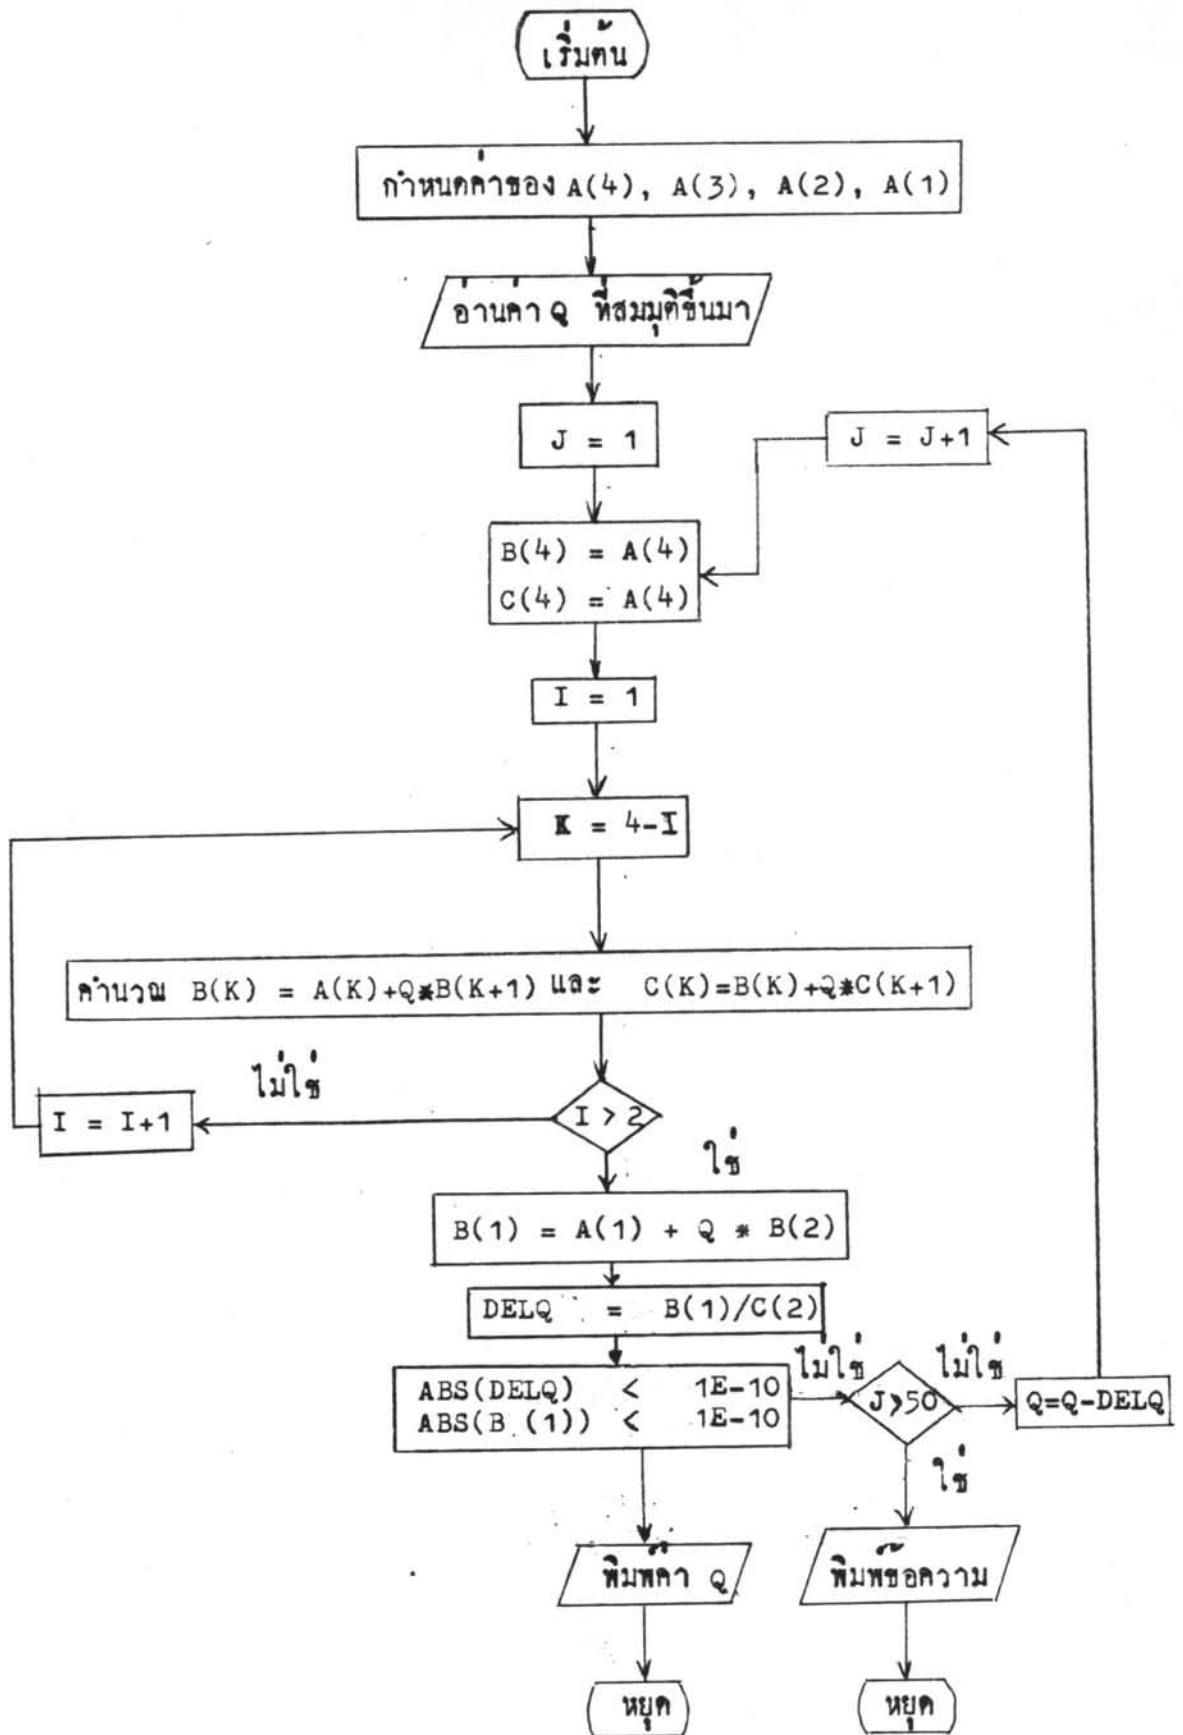 เริ่มต้น
กำหนดค่าของ A(4), A(3), A(2), A(1)
อ่านค่า Q ที่สมมุติขึ้นมา
J = 1
J = J+1
B(4) = A(4)
C(4) = A(4)
I = 1
K = 4-I
คำนวณ B(K) = A(K)+Q*B(K+1) และ C(K)=B(K)+Q*C(K+1)
ไม่ใช่
I = I+1
I > 2
ใช่
B(1) = A(1) + Q * B(2)
DELQ = B(1)/C(2)
ไม่ใช่
ไม่ใช่
ABS(DELQ) < 1E-10
ABS(B (1)) < 1E-10
J>50
Q=Q-DELQ
ใช่
พิมพ์ค่า Q
พิมพ์ข้อความ
หยุด
หยุด